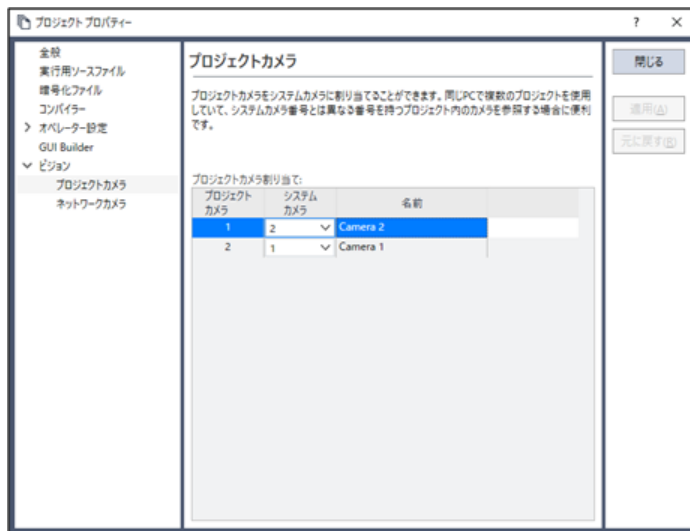 プロジェクト プロパティー
?
×
全般
実行用ソースファイル
暗号化ファイル
コンパイラー
オペレーター設定
GUI Builder
ビジョン
プロジェクトカメラ
ネットワークカメラ
プロジェクトカメラ
プロジェクトカメラをシステムカメラに割り当てることができます。同じPCで複数のプロジェクトを使用
していて、システムカメラ番号とは異なる番号を持つプロジェクト内のカメラを参照する場合に便利
です。
プロジェクトカメラ割り当て:
プロジェクト
カメラ
システム
カメラ
名前
1 2 Camera 2
2 1 Camera 1
閉じる
適用(A)
元に戻す(R)